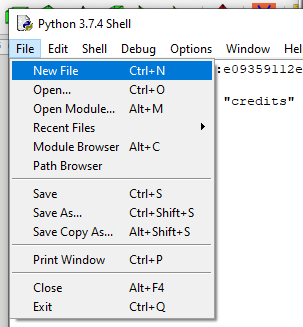 Python 3.7.4 Shell
File Edit Shell Debug Options Window Help
New File Ctrl+N
:e09359112e
Open... Ctrl+O
Open Module... Alt+M
"credits"
Recent Files
Module Browser Alt+C
Path Browser
Save Ctrl+S
Save As... Ctrl+Shift+S
Save Copy As... Alt+Shift+S
Print Window Ctrl+P
Close Alt+F4
Exit Ctrl+Q